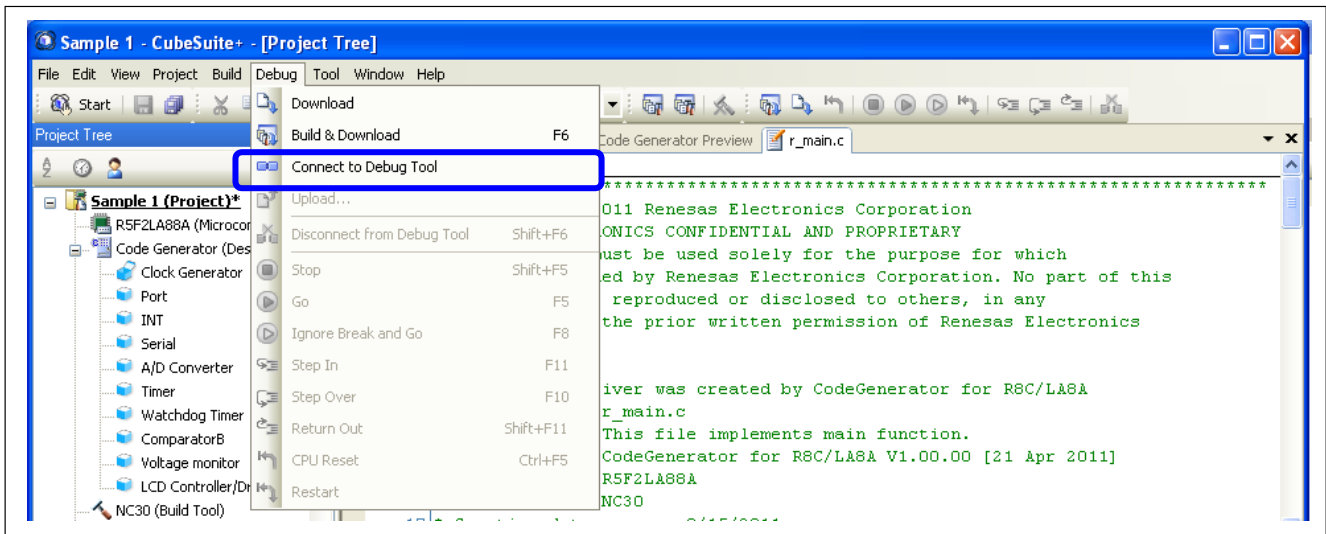 Sample 1 - CubeSuite+ - [Project Tree]
File Edit View Project Build Debug Tool Window Help
Start
Download
Build & Download F6
Connect to Debug Tool
Upload...
Disconnect from Debug Tool Shift+F6
Stop Shift+F5
Go F5
Ignore Break and Go F8
Step In F11
Step Over F10
Return Out Shift+F11
CPU Reset Ctrl+F5
Restart
Project Tree
Sample 1 (Project)*
R5F2LA88A (Microcor
Code Generator (Des
Clock Generator
Port
INT
Serial
A/D Converter
Timer
Watchdog Timer
ComparatorB
Voltage monitor
LCD Controller/Dr
NC30 (Build Tool)
Code Generator Preview r_main.c
*******************************************************************
011 Renesas Electronics Corporation
ONICS CONFIDENTIAL AND PROPRIETARY
must be used solely for the purpose for which
ed by Renesas Electronics Corporation. No part of this
reproduced or disclosed to others, in any
the prior written permission of Renesas Electronics
iver was created by CodeGenerator for R8C/LA8A
r_main.c
This file implements main function.
CodeGenerator for R8C/LA8A V1.00.00 [21 Apr 2011]
R5F2LA88A
NC30